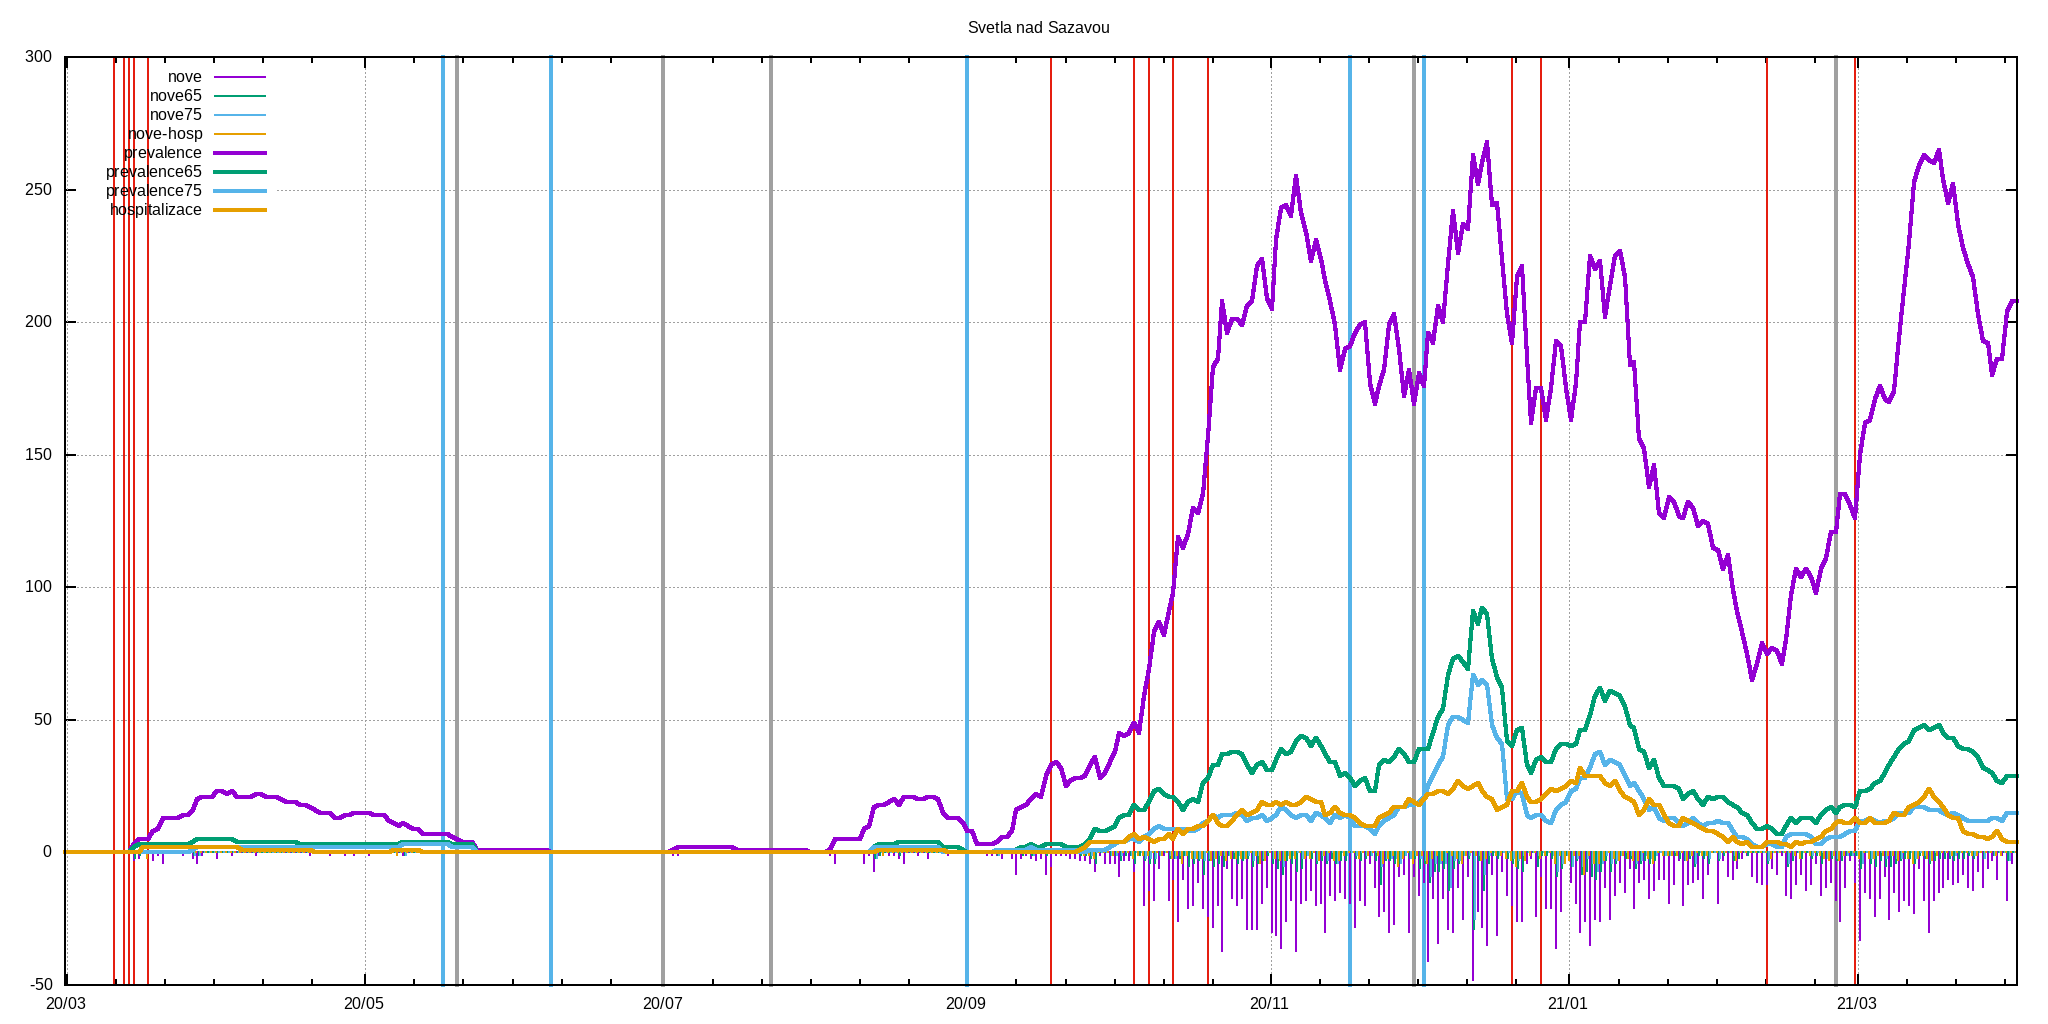 Svetla nad Sazavou
300
250
200
150
100
50
0
-50
nove
nove65
nove75
nove-hosp
prevalence
prevalence65
prevalence75
hospitalizace
20/03 20/05 20/07 20/09 20/11 21/01 21/03